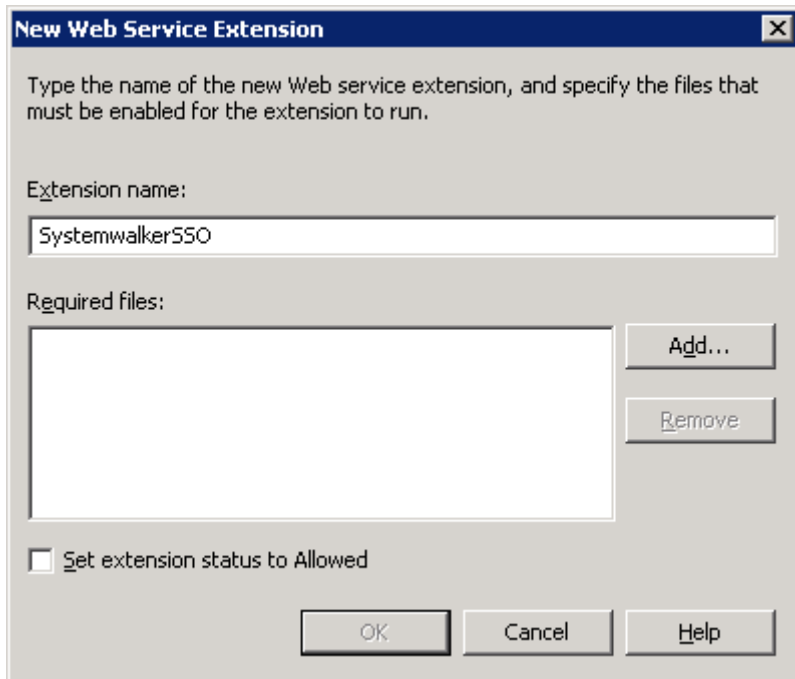 New Web Service Extension
Type the name of the new Web service extension, and specify the files that
must be enabled for the extension to run.
Extension name:
SystemwalkerSSO
Required files:
Add...
Remove
Set extension status to Allowed
OK
Cancel
Help